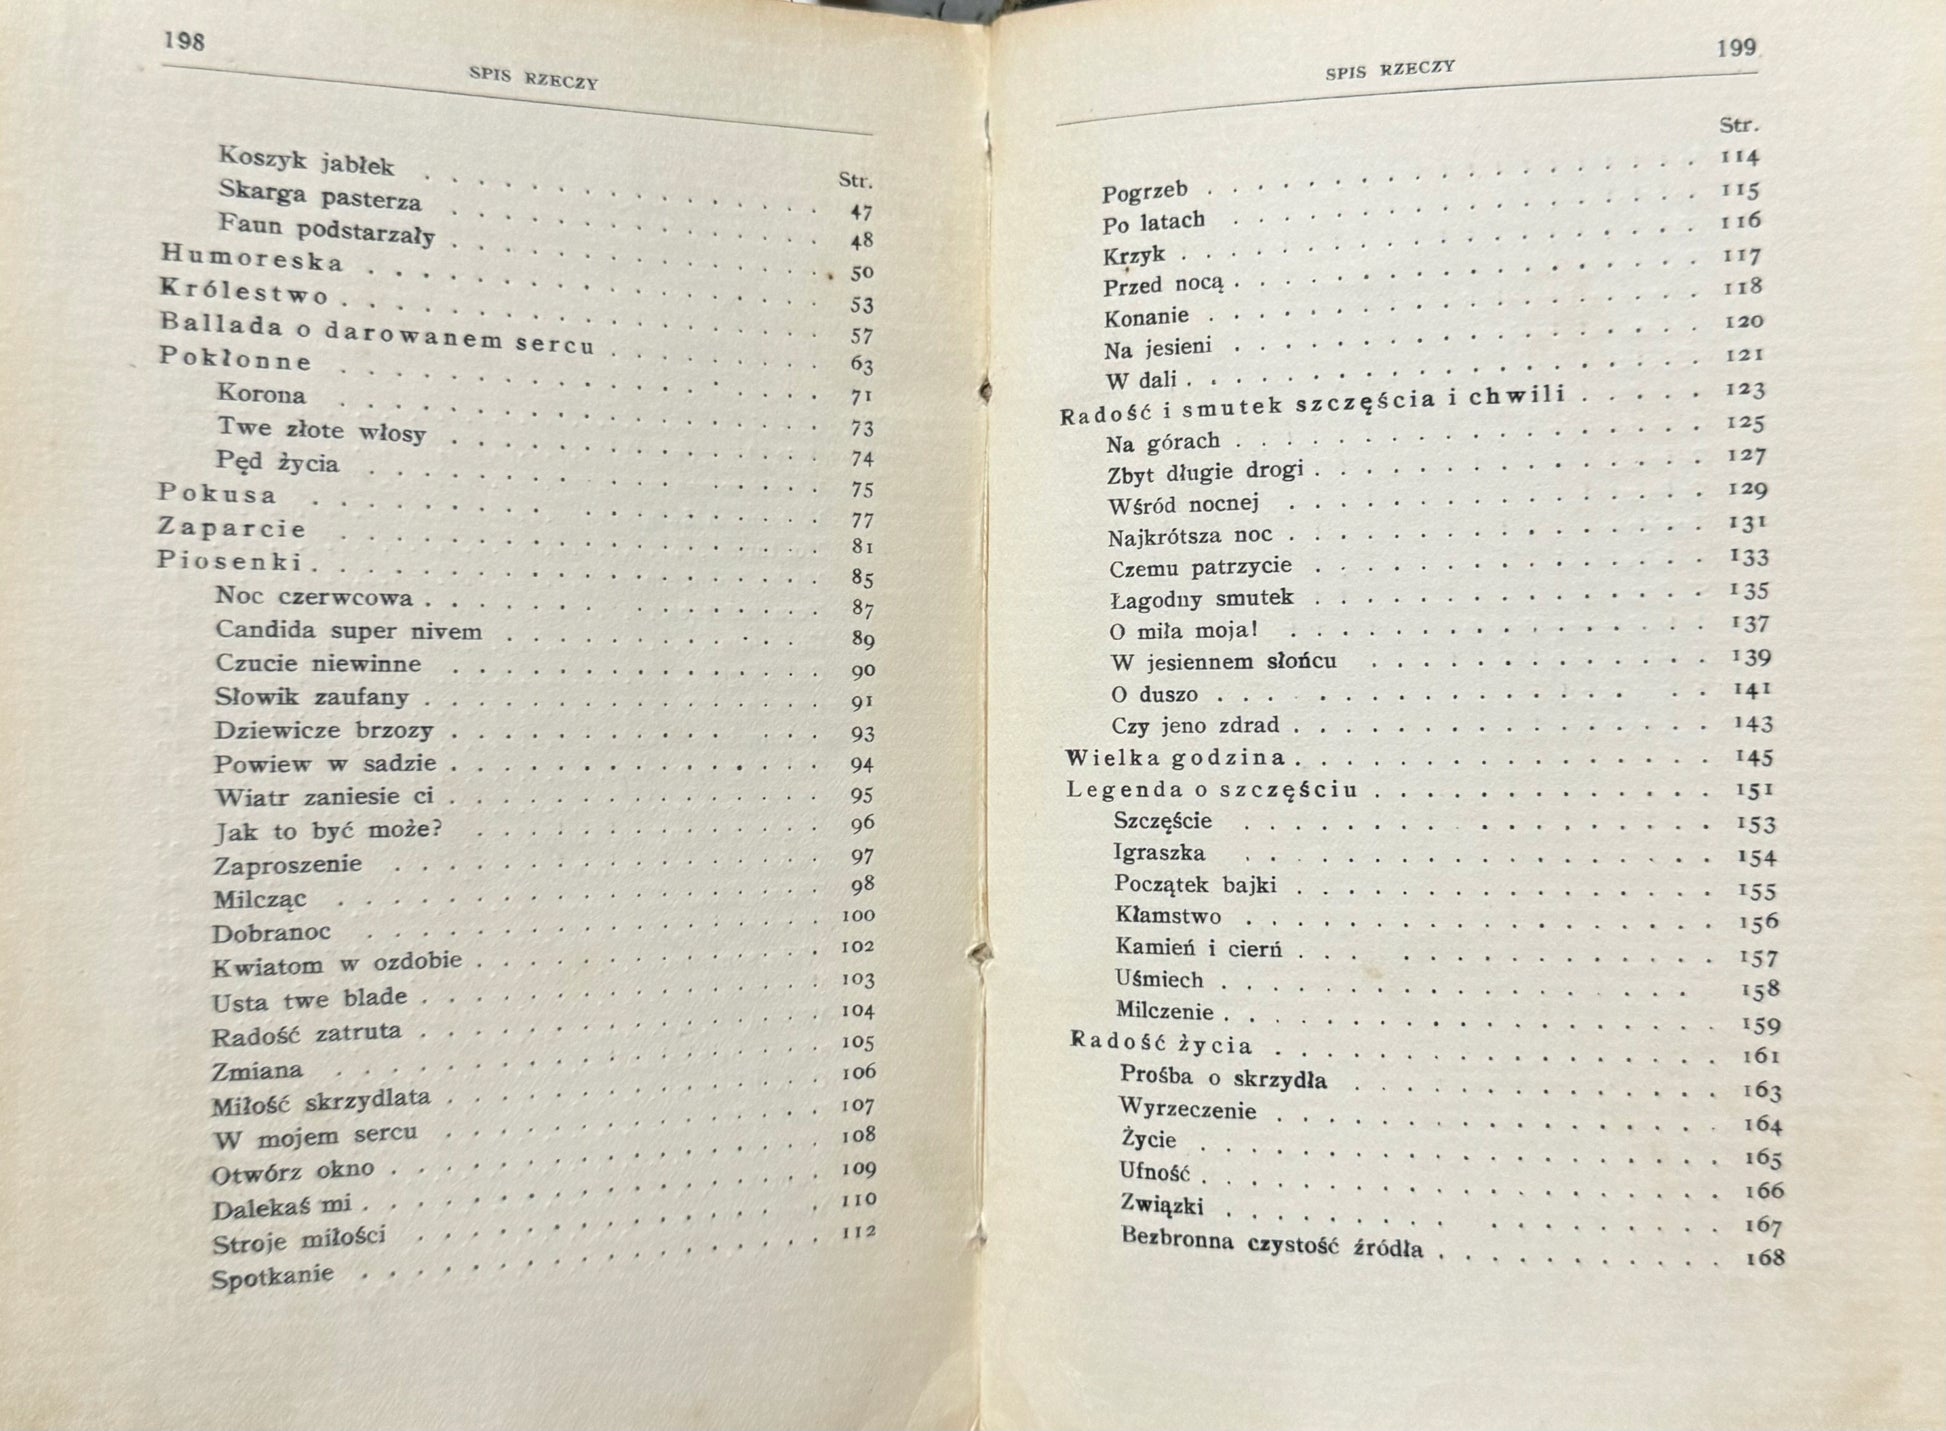 198
SPIS RZECZY
Str.
Koszyk jabłek . . . . . . . . . . . . . . . 47
Skarga pasterza . . . . . . . . . . . . . . 48
Faun podstarzały . . . . . . . . . . . . . . 50
Humoreska . . . . . . . . . . . . . . . . . 53
Królestwo . . . . . . . . . . . . . . . . . 57
Ballada o darowanem sercu . . . . . . . . 63
Pokłonne . . . . . . . . . . . . . . . . . . 71
Korona . . . . . . . . . . . . . . . . . . 73
Twe złote włosy . . . . . . . . . . . . . . 74
Pęd życia . . . . . . . . . . . . . . . . . 75
Pokusa . . . . . . . . . . . . . . . . . . . 77
Zaparcie . . . . . . . . . . . . . . . . . . 81
Piosenki . . . . . . . . . . . . . . . . . . 85
Noc czerwcowa . . . . . . . . . . . . . . . 87
Candida super nivem . . . . . . . . . . . 89
Czucie niewinne . . . . . . . . . . . . . . 90
Słowik zaufany . . . . . . . . . . . . . . . 91
Dziewicze brzozy . . . . . . . . . . . . . 93
Powiew w sadzie . . . . . . . . . . . . . . 94
Wiatr zaniesie ci . . . . . . . . . . . . . . 95
Jak to być może? . . . . . . . . . . . . . 96
Zaproszenie . . . . . . . . . . . . . . . . 97
Milcząc . . . . . . . . . . . . . . . . . . 98
Dobranoc . . . . . . . . . . . . . . . . . 100
Kwiatom w ozdobie . . . . . . . . . . . . . 102
Usta twe blade . . . . . . . . . . . . . . . 103
Radość zatruta . . . . . . . . . . . . . . . 104
Zmiana . . . . . . . . . . . . . . . . . . 105
Miłość skrzydlata . . . . . . . . . . . . . . 106
W mojem sercu . . . . . . . . . . . . . . 107
Otwórz okno . . . . . . . . . . . . . . . . 108
Dalekaś mi . . . . . . . . . . . . . . . . . 109
Stroje miłości . . . . . . . . . . . . . . . 110
Spotkanie . . . . . . . . . . . . . . . . . 112
199
SPIS RZECZY
Str.
Pogrzeb . . . . . . . . . . . . . . . . . . . 114
Po latach . . . . . . . . . . . . . . . . . . 115
Krzyk . . . . . . . . . . . . . . . . . . . . 116
Przed nocą . . . . . . . . . . . . . . . . . . 117
Konanie . . . . . . . . . . . . . . . . . . . 118
Na jesieni . . . . . . . . . . . . . . . . . . 120
W dali . . . . . . . . . . . . . . . . . . . . 121
Radość i smutek szczęścia i chwili . . . . . 123
Na górach . . . . . . . . . . . . . . . . . . 125
Zbyt długie drogi . . . . . . . . . . . . . . . 127
Wśród nocnej . . . . . . . . . . . . . . . . 129
Najkrótsza noc . . . . . . . . . . . . . . . . 131
Czemu patrzycie . . . . . . . . . . . . . . . 133
Łagodny smutek . . . . . . . . . . . . . . . 135
O miła moja! . . . . . . . . . . . . . . . . 137
W jesiennem słońcu . . . . . . . . . . . . . 139
O duszo . . . . . . . . . . . . . . . . . . 141
Czy jeno zdrad . . . . . . . . . . . . . . . . 143
Wielka godzina . . . . . . . . . . . . . . . . 145
Legenda o szczęściu . . . . . . . . . . . . . 151
Szczęście . . . . . . . . . . . . . . . . . . 153
Igraszka . . . . . . . . . . . . . . . . . . 154
Początek bajki . . . . . . . . . . . . . . . . 155
Kłamstwo . . . . . . . . . . . . . . . . . . 156
Kamień i cierń . . . . . . . . . . . . . . . 157
Uśmiech . . . . . . . . . . . . . . . . . . 158
Milczenie . . . . . . . . . . . . . . . . . . . 159
Radość życia . . . . . . . . . . . . . . . . . 161
Prośba o skrzydła . . . . . . . . . . . . . . 163
Wyrzeczenie . . . . . . . . . . . . . . . . . 164
Życie . . . . . . . . . . . . . . . . . . . . 165
Ufność . . . . . . . . . . . . . . . . . . . . 166
Związki . . . . . . . . . . . . . . . . . . 167
Bezbronna czystość źródła . . . . . . . . . . . 168